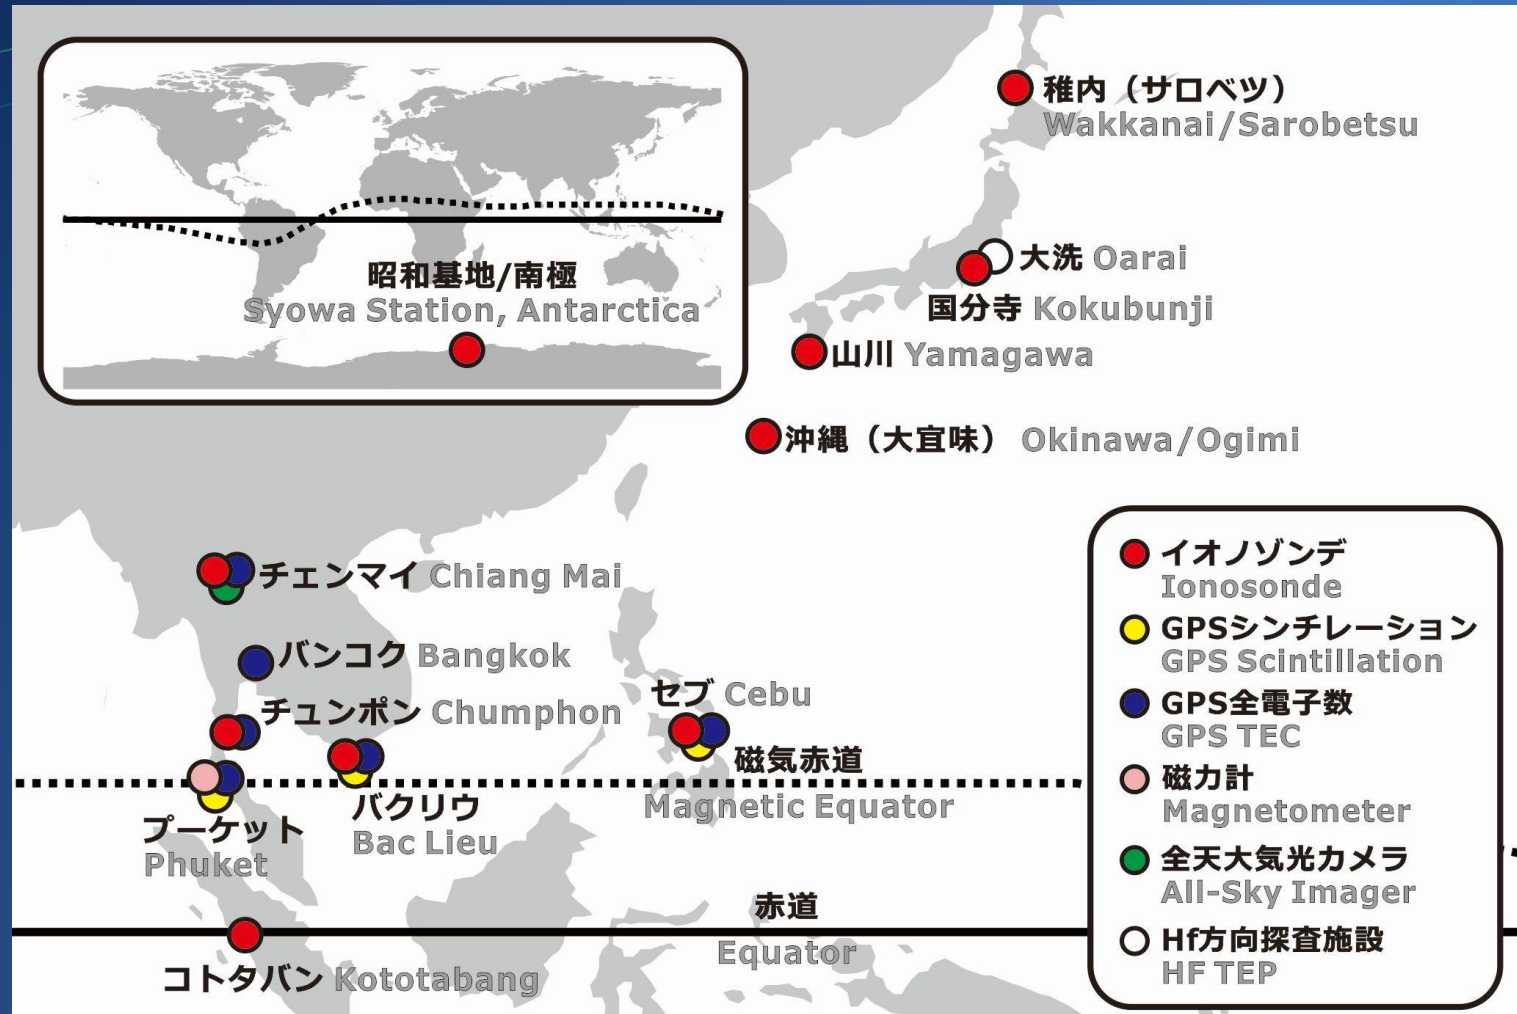 稚内（サロベツ）
Wakkanai/Sarobetsu
大洗 Oarai
国分寺 Kokubunji
山川 Yamagawa
沖縄（大宜味） Okinawa/Ogimi
昭和基地/南極
Syowa Station, Antarctica
チェンマイ Chiang Mai
バンコク Bangkok
チュンポン Chumphon
セブ Cebu
磁気赤道
Magnetic Equator
バクリウ
Bac Lieu
プーケット
Phuket
赤道
Equator
コトタバン Kototabang
イオノゾンデ
Ionosonde
GPSシンチレーション
GPS Scintillation
GPS全電子数
GPS TEC
磁力計
Magnetometer
全天大気光カメラ
All-Sky Imager
Hf方向探査施設
HF TEP